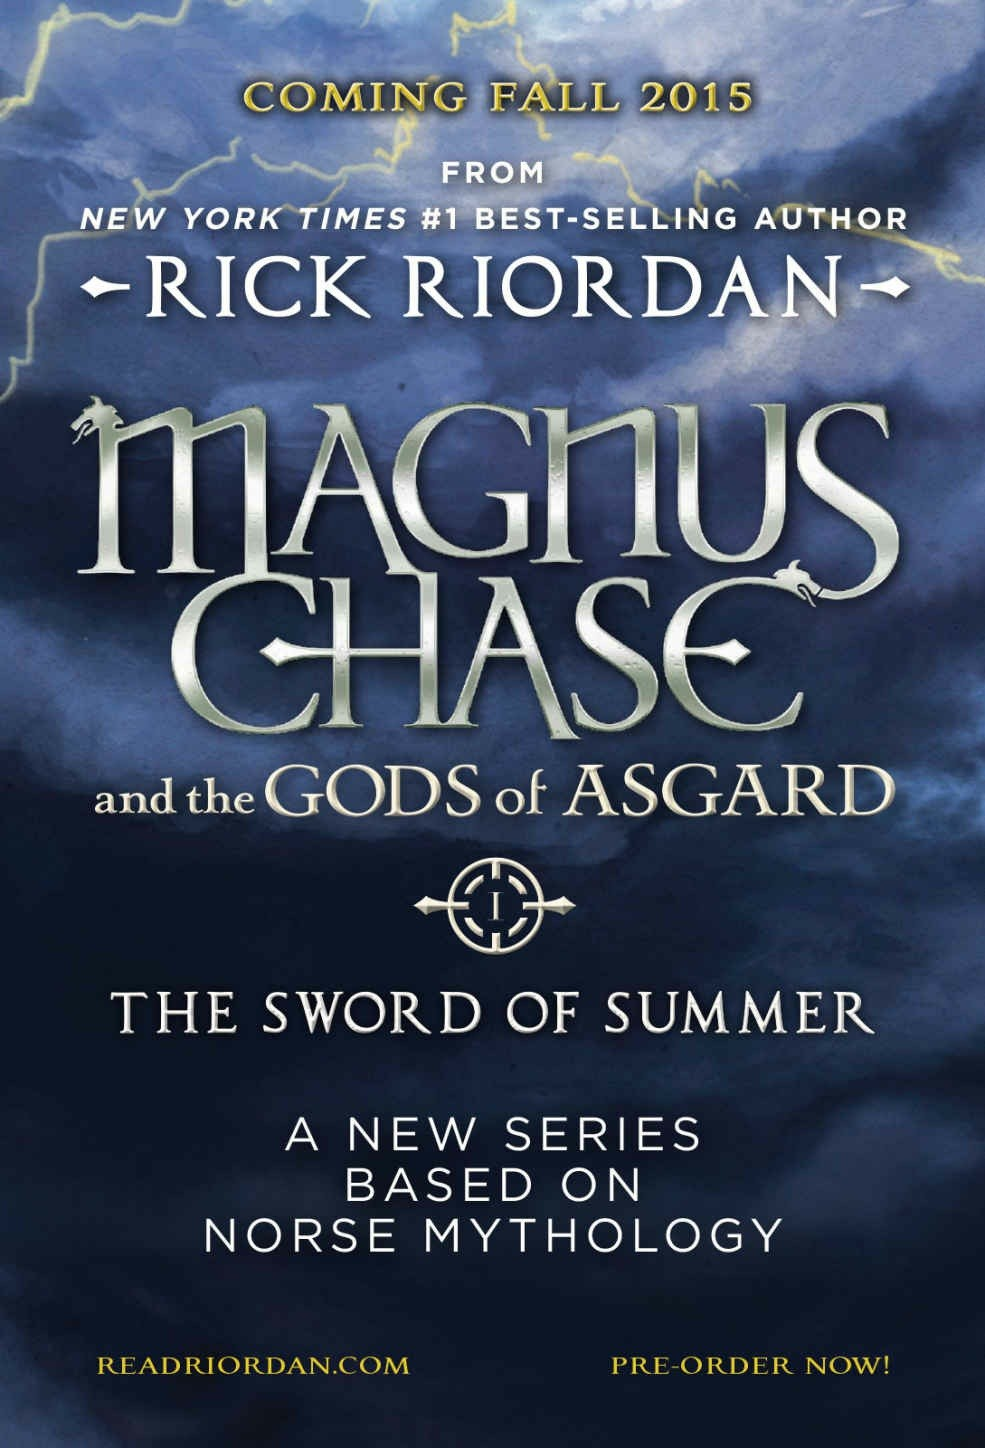 COMING FALL 2015
FROM
NEW YORK TIMES #1 BEST-SELLING AUTHOR
RICK RIORDAN
MAGNUS
CHASE
and the GODS of ASGARD
I
THE SWORD OF SUMMER
A NEW SERIES
BASED ON
NORSE MYTHOLOGY
READRIORDAN.COM PRE-ORDER NOW!